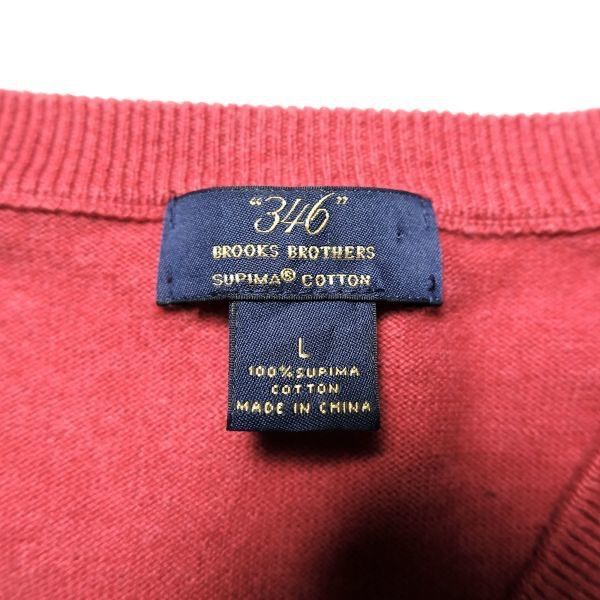 "346"
BROOKS BROTHERS
SUPIMA® COTTON
L
100% SUPIMA
COTTON
MADE IN CHINA